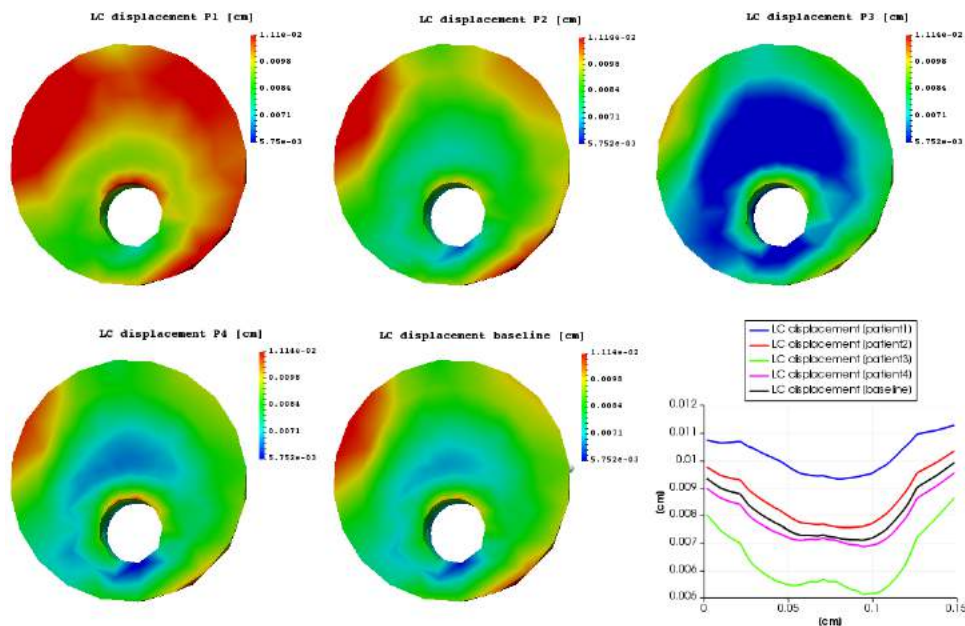 LC displacement P1 [cm]
1.11e-02
0.0098
0.0084
0.0071
5.75e-03
LC displacement P2 [cm]
1.114e-02
0.0098
0.0084
0.0071
5.752e-03
LC displacement P3 [cm]
1.114e-02
0.0098
0.0084
0.0071
5.752e-03
LC displacement P4 [cm]
1.114e-02
0.0098
0.0084
0.0071
5.752e-03
LC displacement baseline [cm]
1.114e-02
0.0098
0.0084
0.0071
5.752e-03
LC displacement (patient1)
LC displacement (patient2)
LC displacement (patient3)
LC displacement (patient4)
LC displacement (baseline)
0.012
0.011
0.01
0.009
0.008
0.007
0.006
0.005
(cm)
0
0.05
0.1
0.15
(cm)